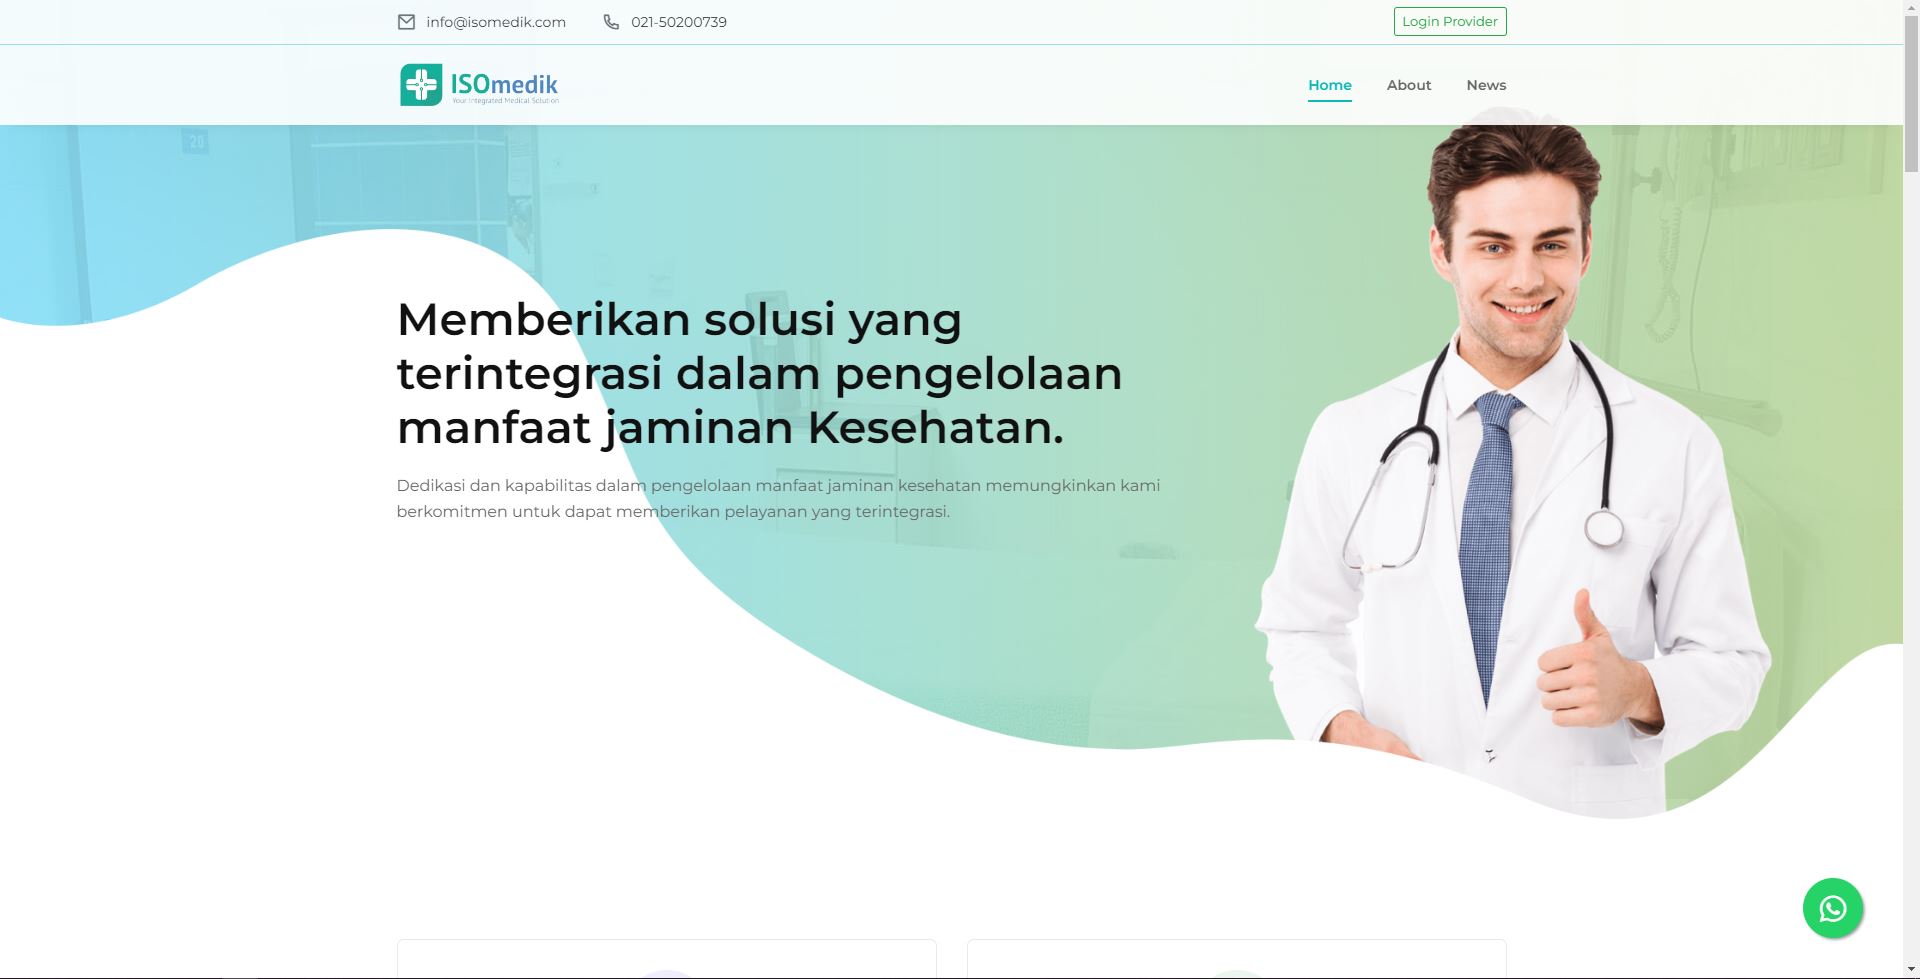 info@isomedik.com
021-50200739
Login Provider
ISOmedik
Your Integrated Medical Solution
Home
About
News
20
Memberikan solusi yang
terintegrasi dalam pengelolaan
manfaat jaminan Kesehatan.
Dedikasi dan kapabilitas dalam pengelolaan manfaat jaminan kesehatan memungkinkan kami
berkomitmen untuk dapat memberikan pelayanan yang terintegrasi.